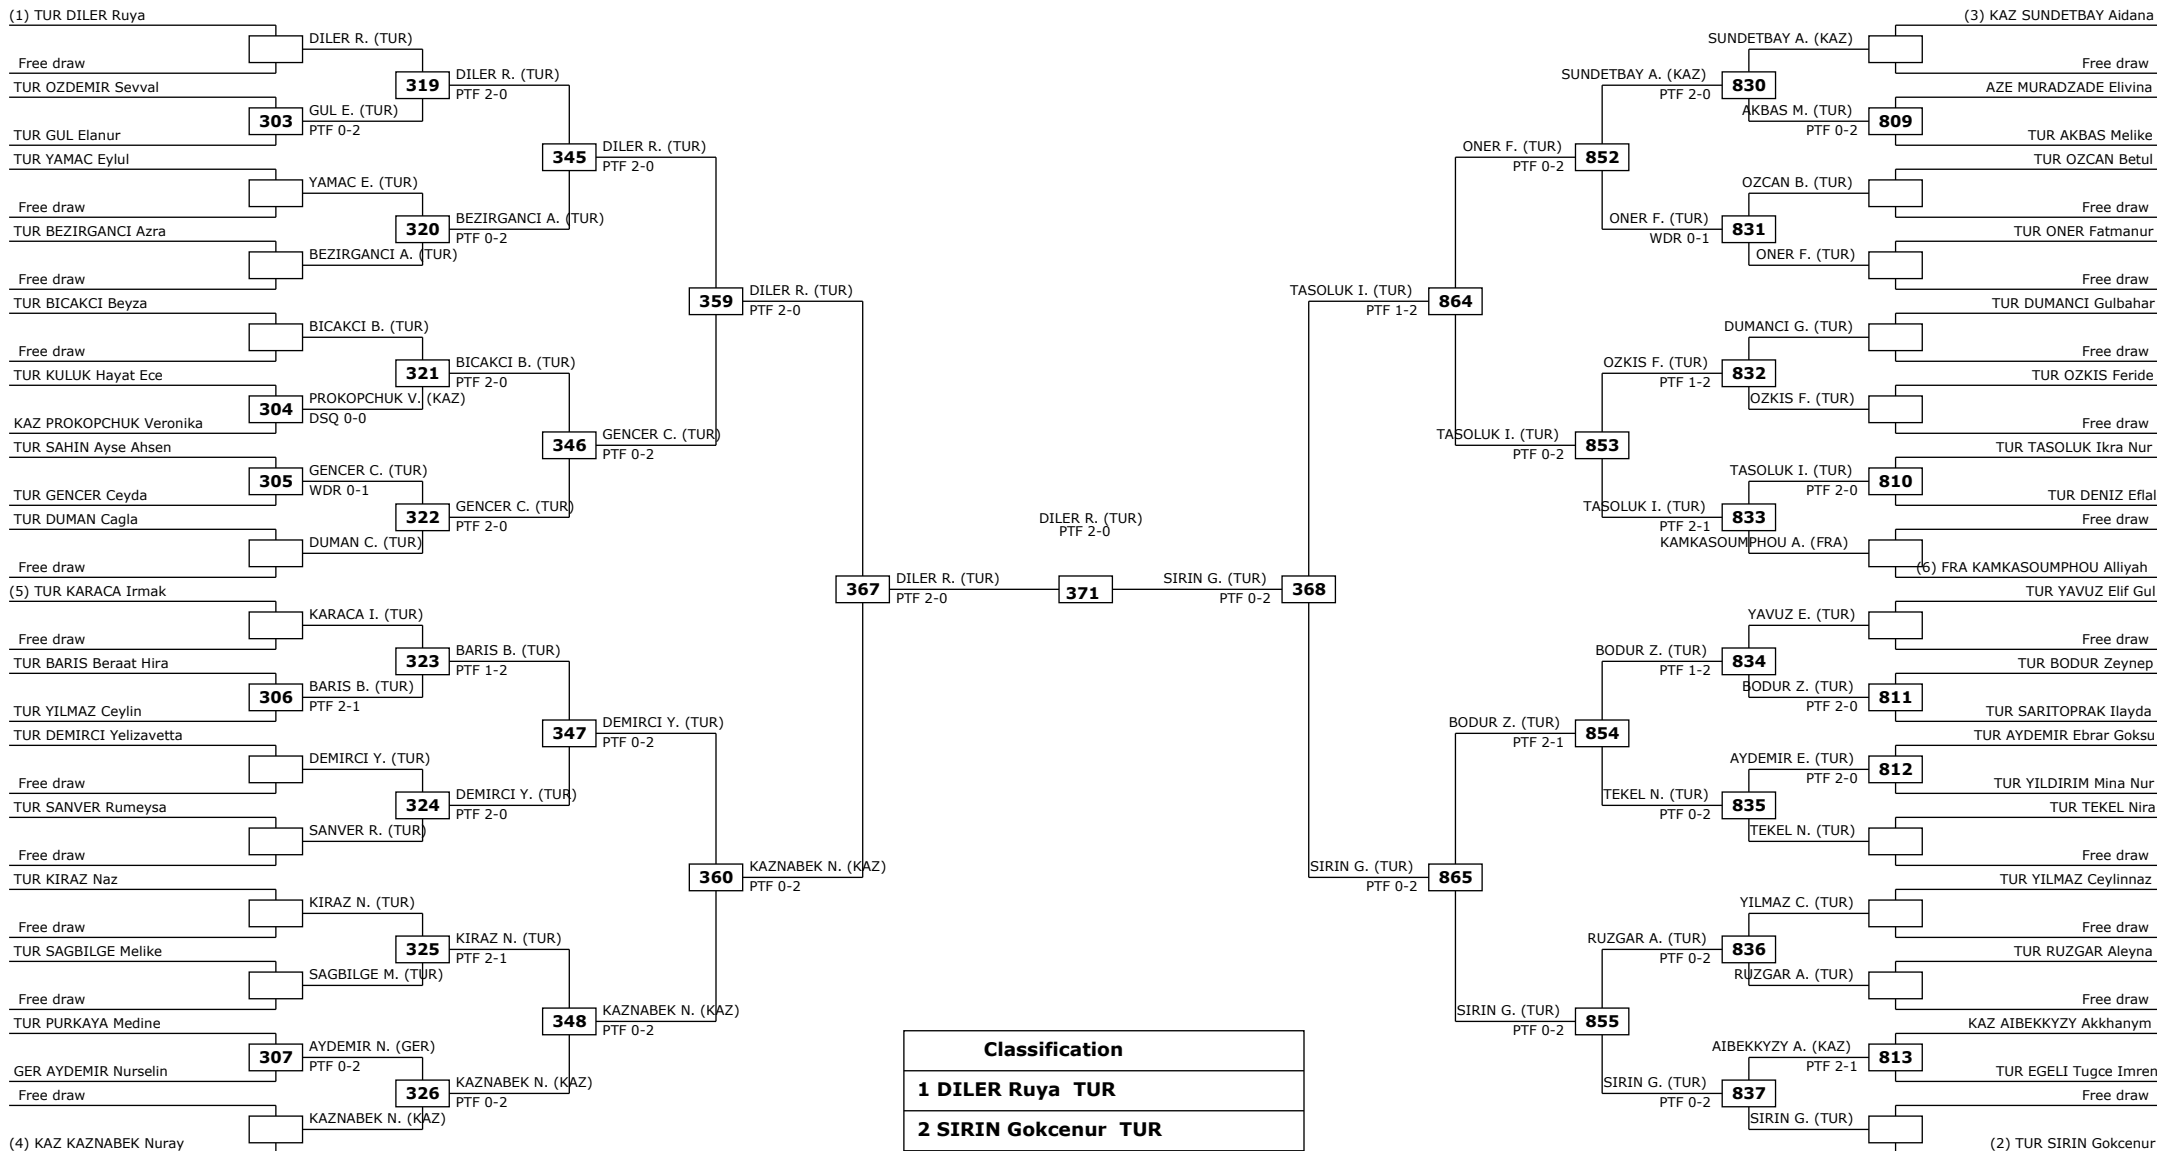 (1) TUR DILER Ruya
Free draw
TUR OZDEMIR Sevval
TUR GUL Elanur
TUR YAMAC Eylul
Free draw
TUR BEZIRGANCI Azra
Free draw
TUR BICAKCI Beyza
Free draw
TUR KULUK Hayat Ece
KAZ PROKOPCHUK Veronika
TUR SAHIN Ayse Ahsen
TUR GENCER Ceyda
TUR DUMAN Cagla
Free draw
(5) TUR KARACA Irmak
Free draw
TUR BARIS Beraat Hira
TUR YILMAZ Ceylin
TUR DEMIRCI Yelizavetta
Free draw
TUR SANVER Rumeysa
Free draw
TUR KIRAZ Naz
Free draw
TUR SAGBILGE Melike
Free draw
TUR PURKAYA Medine
GER AYDEMIR Nurselin
Free draw
(4) KAZ KAZNABEK Nuray
DILER R. (TUR)
303
GUL E. (TUR)
PTF 0-2
YAMAC E. (TUR)
BEZIRGANCI A. (TUR)
BICAKCI B. (TUR)
304
PROKOPCHUK V. (KAZ)
DSQ 0-0
305
GENCER C. (TUR)
WDR 0-1
DUMAN C. (TUR)
KARACA I. (TUR)
306
BARIS B. (TUR)
PTF 2-1
DEMIRCI Y. (TUR)
SANVER R. (TUR)
KIRAZ N. (TUR)
SAGBILGE M. (TUR)
307
AYDEMIR N. (GER)
PTF 0-2
KAZNABEK N. (KAZ)
319
DILER R. (TUR)
PTF 2-0
320
BEZIRGANCI A. (TUR)
PTF 0-2
321
BICAKCI B. (TUR)
PTF 2-0
322
GENCER C. (TUR)
PTF 2-0
323
BARIS B. (TUR)
PTF 1-2
324
DEMIRCI Y. (TUR)
PTF 2-0
325
KIRAZ N. (TUR)
PTF 2-1
326
KAZNABEK N. (KAZ)
PTF 0-2
345
DILER R. (TUR)
PTF 2-0
346
GENCER C. (TUR)
PTF 0-2
347
DEMIRCI Y. (TUR)
PTF 0-2
348
KAZNABEK N. (KAZ)
PTF 0-2
359
DILER R. (TUR)
PTF 2-0
360
KAZNABEK N. (KAZ)
PTF 0-2
367
DILER R. (TUR)
PTF 2-0
DILER R. (TUR)
PTF 2-0
371
SIRIN G. (TUR)
PTF 0-2
368
TASOLUK I. (TUR)
PTF 1-2
864
SIRIN G. (TUR)
PTF 0-2
865
ONER F. (TUR)
PTF 0-2
852
TASOLUK I. (TUR)
PTF 0-2
853
BODUR Z. (TUR)
PTF 2-1
854
SIRIN G. (TUR)
PTF 0-2
855
SUNDETBAY A. (KAZ)
PTF 2-0
830
ONER F. (TUR)
WDR 0-1
831
OZKIS F. (TUR)
PTF 1-2
832
TASOLUK I. (TUR)
PTF 2-1
833
BODUR Z. (TUR)
PTF 1-2
834
TEKEL N. (TUR)
PTF 0-2
835
RUZGAR A. (TUR)
PTF 0-2
836
SIRIN G. (TUR)
PTF 0-2
837
SUNDETBAY A. (KAZ)
AKBAS M. (TUR)
PTF 0-2
809
OZCAN B. (TUR)
ONER F. (TUR)
DUMANCI G. (TUR)
OZKIS F. (TUR)
TASOLUK I. (TUR)
PTF 2-0
810
KAMKASOUMPHOU A. (FRA)
YAVUZ E. (TUR)
BODUR Z. (TUR)
PTF 2-0
811
AYDEMIR E. (TUR)
PTF 2-0
812
TEKEL N. (TUR)
YILMAZ C. (TUR)
RUZGAR A. (TUR)
AIBEKKYZY A. (KAZ)
PTF 2-1
813
SIRIN G. (TUR)
(3) KAZ SUNDETBAY Aidana
Free draw
AZE MURADZADE Elivina
TUR AKBAS Melike
TUR OZCAN Betul
Free draw
TUR ONER Fatmanur
Free draw
TUR DUMANCI Gulbahar
Free draw
TUR OZKIS Feride
Free draw
TUR TASOLUK Ikra Nur
TUR DENIZ Eflal
Free draw
(6) FRA KAMKASOUMPHOU Alliyah
TUR YAVUZ Elif Gul
Free draw
TUR BODUR Zeynep
TUR SARITOPRAK Ilayda
TUR AYDEMIR Ebrar Goksu
TUR YILDIRIM Mina Nur
TUR TEKEL Nira
Free draw
TUR YILMAZ Ceylinnaz
Free draw
TUR RUZGAR Aleyna
Free draw
KAZ AIBEKKYZY Akkhanym
TUR EGELI Tugce Imren
Free draw
(2) TUR SIRIN Gokcenur
Classification
1 DILER Ruya TUR
2 SIRIN Gokcenur TUR